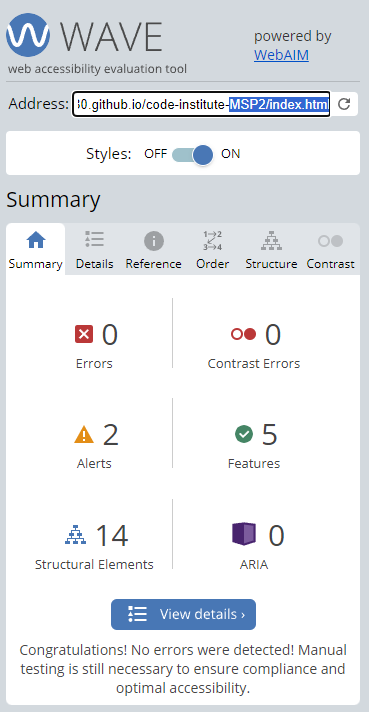 WAVE
web accessibility evaluation tool
powered by
WebAIM
Address: 30.github.io/code-institute-MSP2/index.html
Styles: OFF ON
Summary
Summary Details Reference Order Structure Contrast
0 0
Errors Contrast Errors
2 5
Alerts Features
14 0
Structural Elements ARIA
View details ›
Congratulations! No errors were detected! Manual
testing is still necessary to ensure compliance and
optimal accessibility.